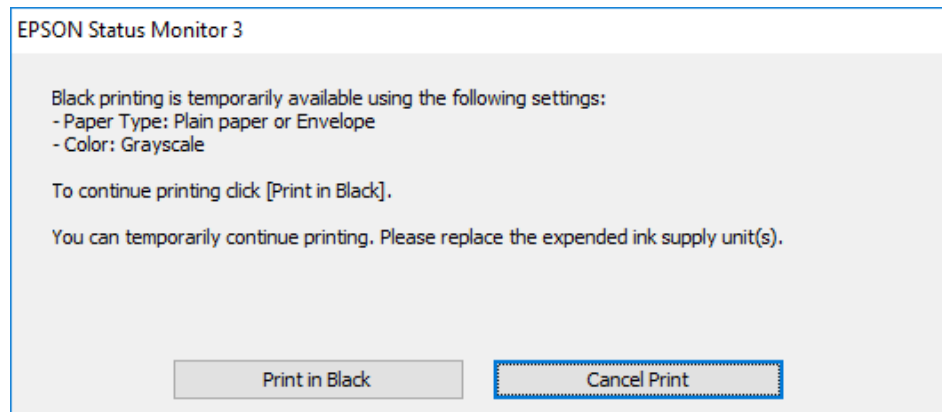 EPSON Status Monitor 3
Black printing is temporarily available using the following settings:
- Paper Type: Plain paper or Envelope
- Color: Grayscale
To continue printing click [Print in Black].
You can temporarily continue printing. Please replace the expended ink supply unit(s).
Print in Black
Cancel Print